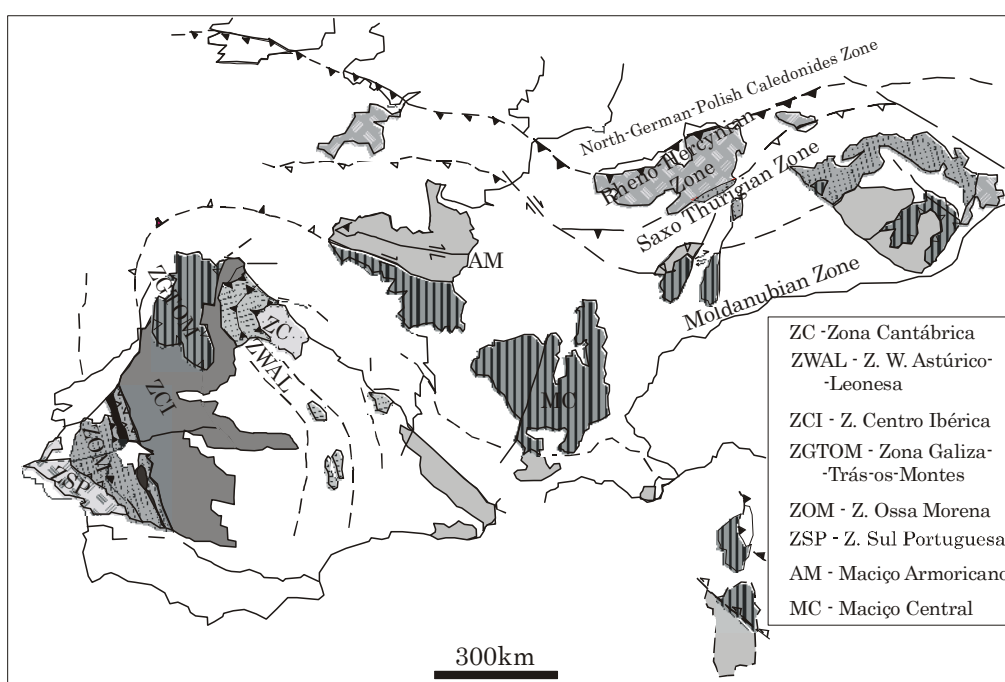 North-German-Polish Caledonides Zone
Rheno Hercynian
Zone
Saxo Thurigian Zone
Moldanubian Zone
AM
MC
ZGTOM
ZC
ZWAL
ZCI
ZOM
ZSP
ZC -Zona Cantábrica
ZWAL - Z. W. Astúrico-
-Leonesa
ZCI - Z. Centro Ibérica
ZGTOM - Zona Galiza-
-Trás-os-Montes
ZOM - Z. Ossa Morena
ZSP - Z. Sul Portuguesa
AM - Maciço Armoricano
MC - Maciço Central
300km